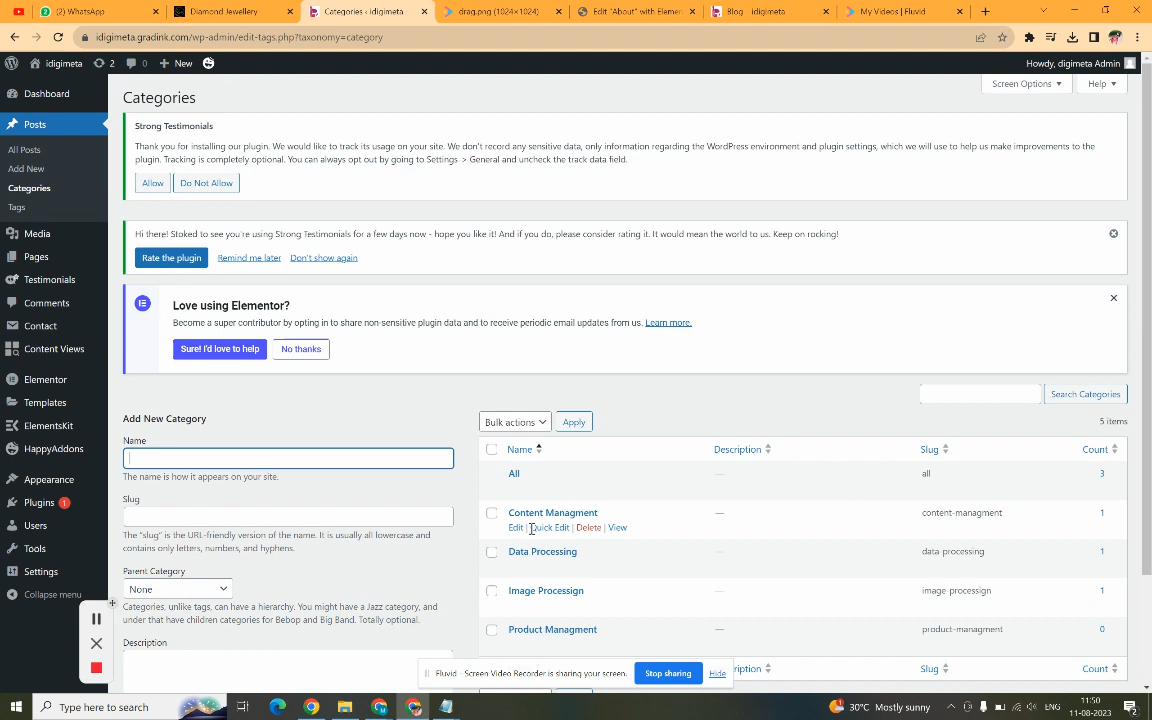 (2) WhatsApp
Diamond Jewellery
Categories ‹ idigimeta
drag.png (1024×1024)
Edit "About" with Elemen
Blog idigimeta
My Videos | Fluvid
idigimeta.gradink.com/wp-admin/edit-tags.php?taxonomy=category
idigimeta
2
0
New
Howdy, digimeta Admin
Dashboard
Posts
All Posts
Add New
Categories
Tags
Media
Pages
Testimonials
Comments
Contact
Content Views
Elementor
Templates
ElementsKit
HappyAddons
Appearance
Plugins 1
Users
Tools
Settings
Collapse menu
Categories
Screen Options
Help
Strong Testimonials
Thank you for installing our plugin. We would like to track its usage on your site. We don't record any sensitive data, only information regarding the WordPress environment and plugin settings, which we will use to help us make improvements to the
plugin. Tracking is completely optional. You can always opt out by going to Settings > General and uncheck the track data field.
Allow
Do Not Allow
Hi there! Stoked to see you're using Strong Testimonials for a few days now - hope you like it! And if you do, please consider rating it. It would mean the world to us. Keep on rocking!
Rate the plugin
Remind me later
Don't show again
Love using Elementor?
Become a super contributor by opting in to share non-sensitive plugin data and to receive periodic email updates from us. Learn more.
Sure! I'd love to help
No thanks
Search Categories
Add New Category
Name
The name is how it appears on your site.
Slug
The "slug" is the URL-friendly version of the name. It is usually all lowercase and
contains only letters, numbers, and hyphens.
Parent Category
None
Categories, unlike tags, can have a hierarchy. You might have a Jazz category, and
under that have children categories for Bebop and Big Band. Totally optional.
Description
Bulk actions
Apply
5 items
Name
Description
Slug
Count
All
—
all
3
Content Managment
—
content-managment
1
Edit | Quick Edit | Delete | View
Data Processing
—
data-processing
1
Image Processign
—
image-processign
1
Product Managment
—
product-managment
0
ription
Slug
Count
Fluvid - Screen Video Recorder is sharing your screen.
Stop sharing
Hide
Type here to search
30°C Mostly sunny
ENG
11:50
11-08-2023
2